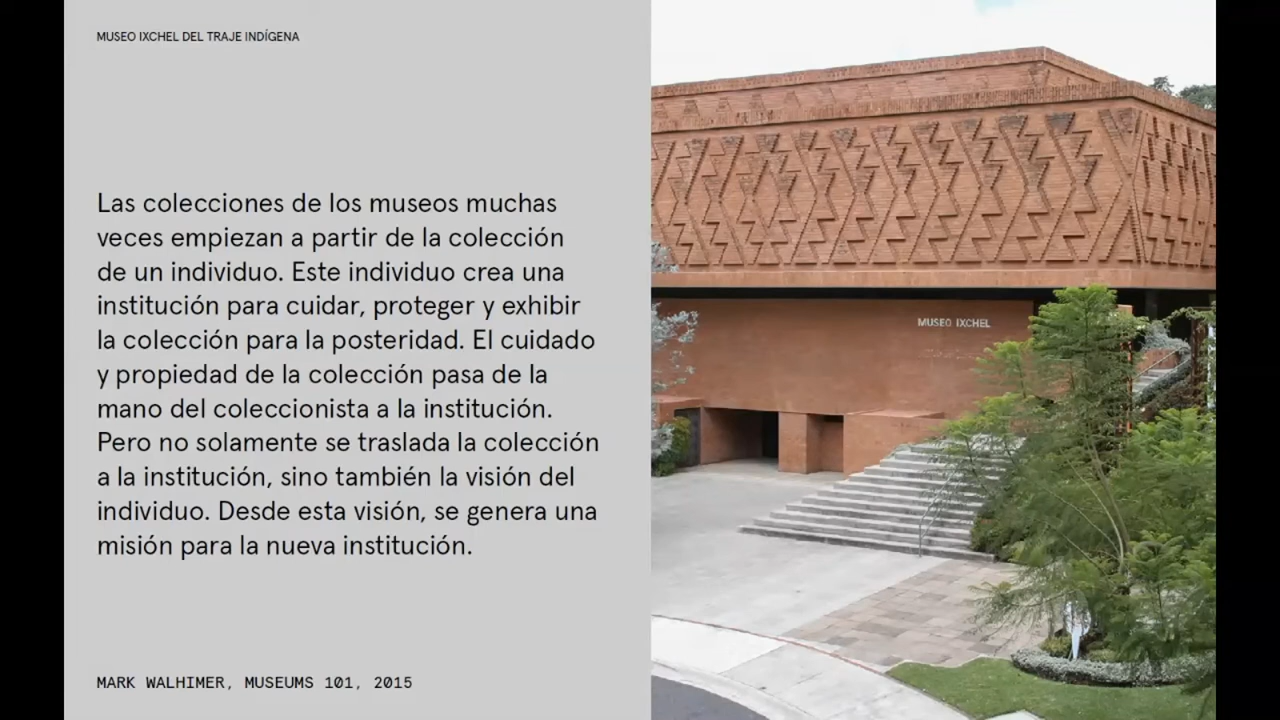 MUSEO IXCHEL DEL TRAJE INDÍGENA
Las colecciones de los museos muchas
veces empiezan a partir de la colección
de un individuo. Este individuo crea una
institución para cuidar, proteger y exhibir
la colección para la posteridad. El cuidado
y propiedad de la colección pasa de la
mano del coleccionista a la institución.
Pero no solamente se traslada la colección
a la institución, sino también la visión del
individuo. Desde esta visión, se genera una
misión para la nueva institución.
MARK WALHIMER, MUSEUMS 101, 2015
MUSEO IXCHEL